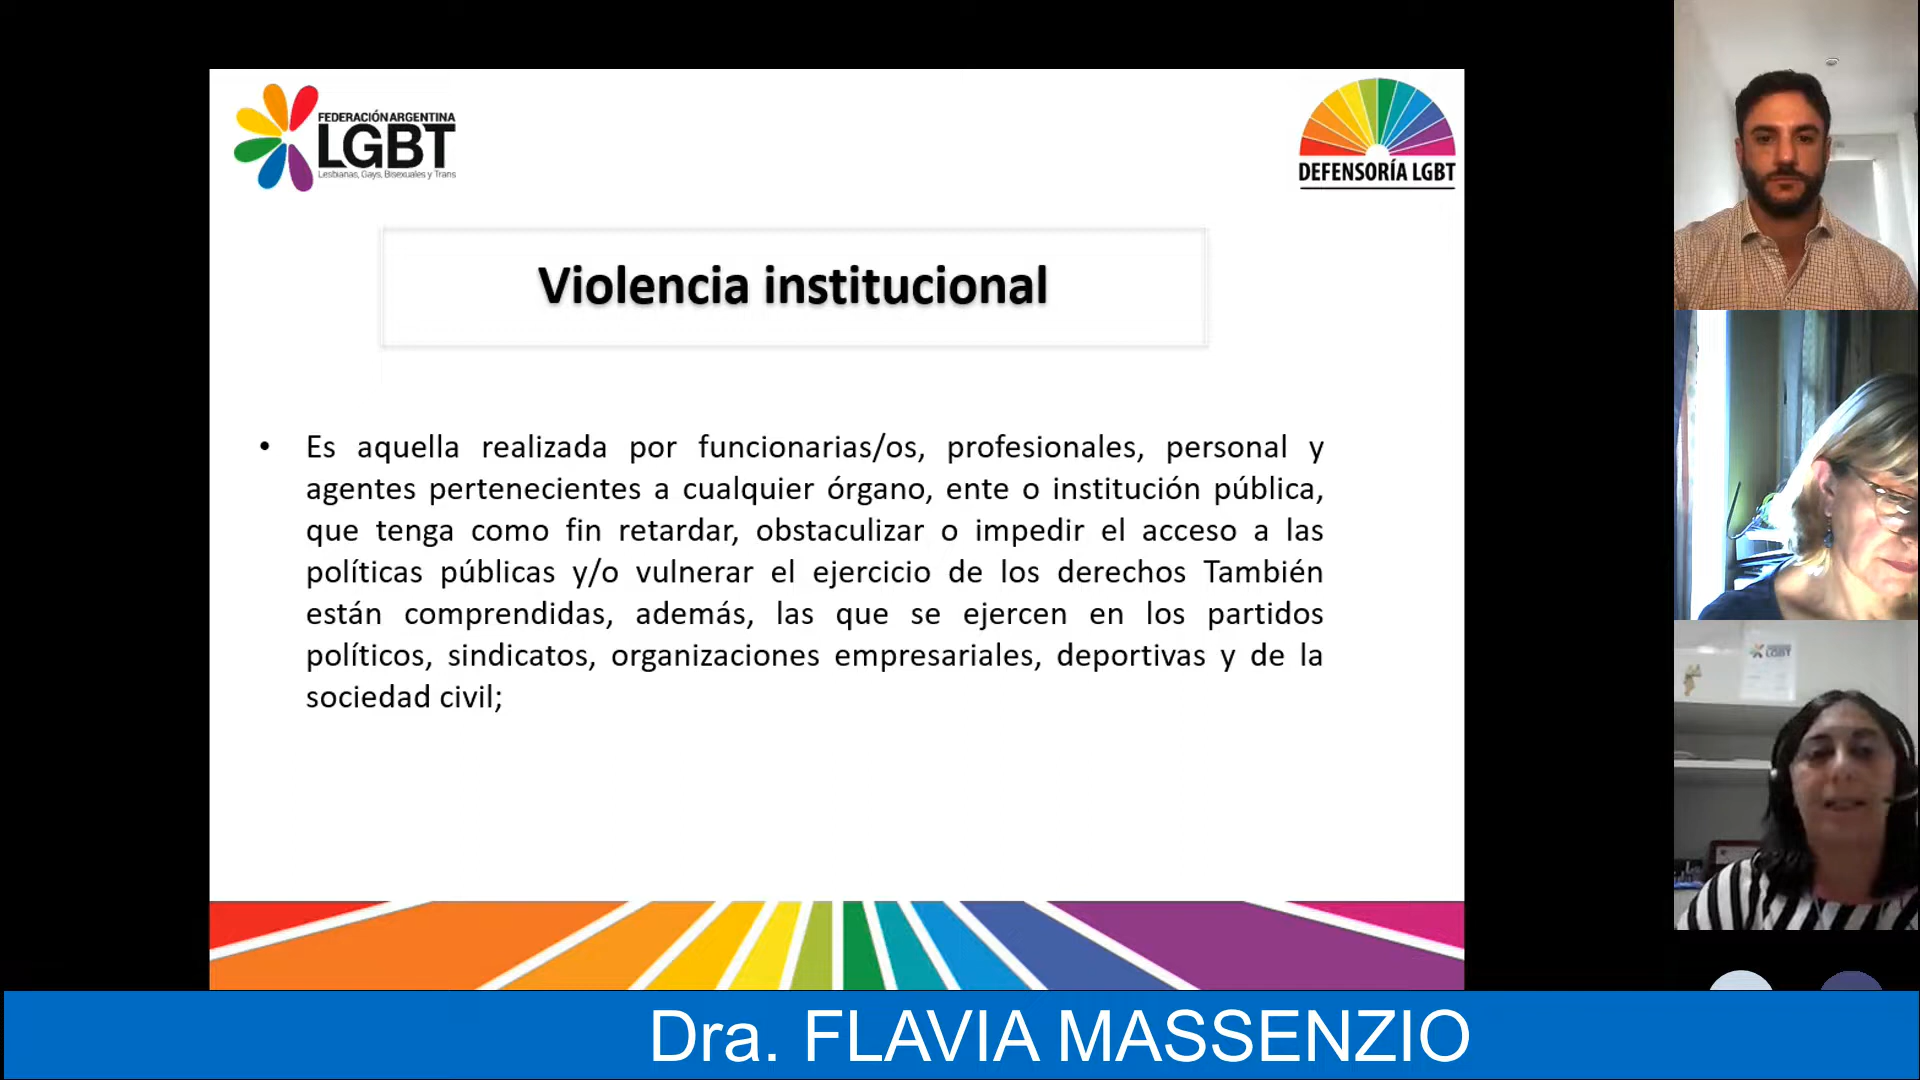 FEDERACIÓN ARGENTINA
LGBT
Lesbianas, Gays, Bisexuales y Trans
DEFENSORÍA LGBT
Violencia institucional
• Es aquella realizada por funcionarias/os, profesionales, personal y
agentes pertenecientes a cualquier órgano, ente o institución pública,
que tenga como fin retardar, obstaculizar o impedir el acceso a las
políticas públicas y/o vulnerar el ejercicio de los derechos También
están comprendidas, además, las que se ejercen en los partidos
políticos, sindicatos, organizaciones empresariales, deportivas y de la
sociedad civil;
LGBT
Dra. FLAVIA MASSENZIO